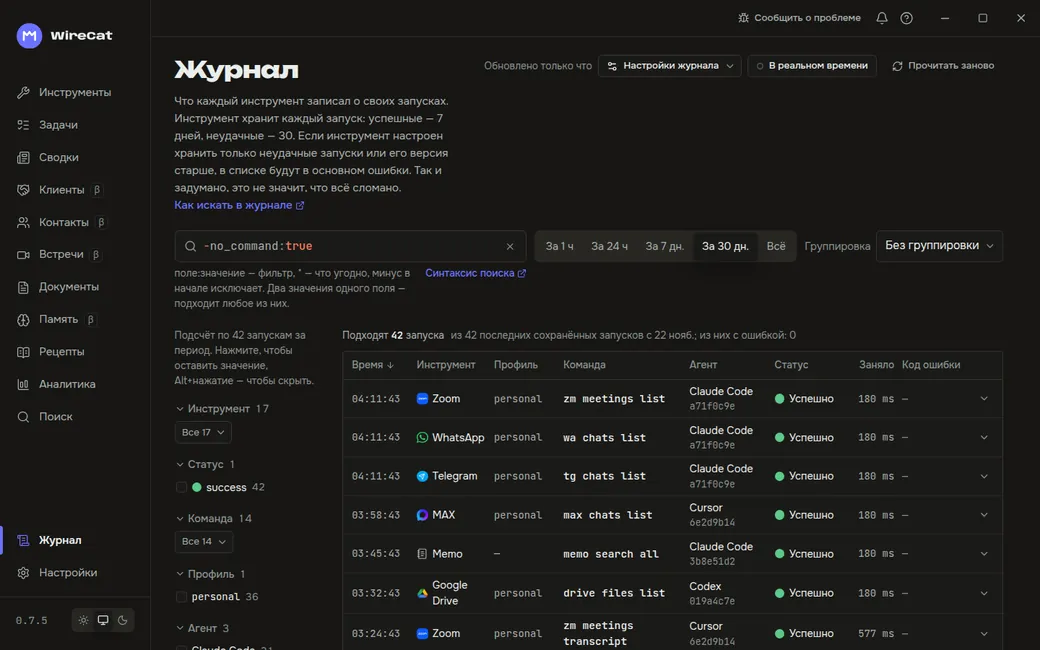 WireCat
Сообщить о проблеме
Инструменты
Задачи
Сводки
Клиенты β
Контакты β
Встречи β
Документы
Память β
Рецепты
Аналитика
Поиск
Журнал
Настройки
0.7.5
Журнал
Обновлено только что
Настройки журнала
В реальном времени
Прочитать заново
Что каждый инструмент записал о своих запусках.
Инструмент хранит каждый запуск: успешные — 7
дней, неудачные — 30. Если инструмент настроен
хранить только неудачные запуски или его версия
старше, в списке будут в основном ошибки. Так и
задумано, это не значит, что всё сломано.
Как искать в журнале
-no_command:true
За 1 ч За 24 ч За 7 дн. За 30 дн. Всё
Группировка Без группировки
поле:значение — фильтр, * — что угодно, минус в
начале исключает. Два значения одного поля —
подходит любое из них.
Синтаксис поиска
Подсчёт по 42 запускам за
период. Нажмите, чтобы
оставить значение,
Alt+нажатие — чтобы скрыть.
Инструмент 17
Все 17
Статус 1
success 42
Команда 14
Все 14
Профиль 1
personal 36
Агент 3
Claude Code
Подходят 42 запуска из 42 последних сохранённых запусков с 22 нояб.; из них с ошибкой: 0
Время ↓ Инструмент Профиль Команда Агент Статус Заняло Код ошибки
04:11:43 Zoom personal zm meetings list Claude Code a71f0c9e Успешно 180 ms —
04:11:43 WhatsApp personal wa chats list Claude Code a71f0c9e Успешно 180 ms —
04:11:43 Telegram personal tg chats list Claude Code a71f0c9e Успешно 180 ms —
03:58:43 MAX personal max chats list Cursor 6e2d9b14 Успешно 180 ms —
03:45:43 Memo — memo search all Claude Code 3b8e51d2 Успешно 180 ms —
03:32:43 Google Drive personal drive files list Codex 019a4c7e Успешно 180 ms —
03:24:43 Zoom personal zm meetings transcript Cursor 6e2d9b14 Успешно 577 ms —